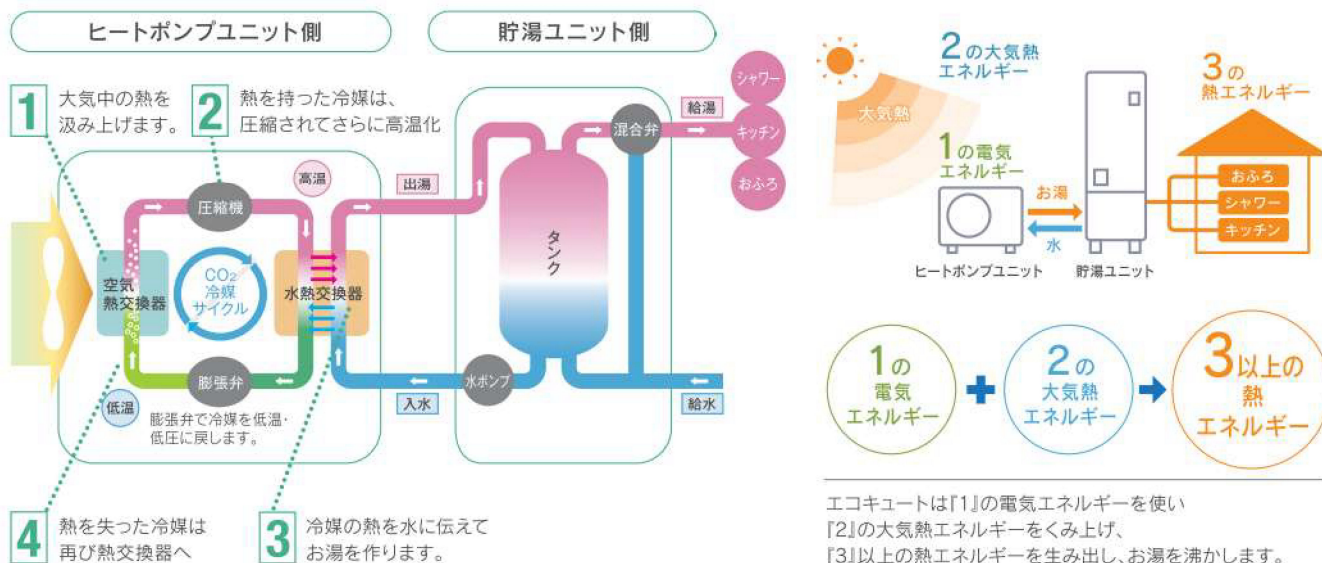 ヒートポンプユニット側
貯湯ユニット側
1
大気中の熱を
汲み上げます。
2
熱を持った冷媒は、
圧縮されてさらに高温化
圧縮機
高温
出湯
空気
熱交換器
CO₂
冷媒
サイクル
水熱交換器
膨張弁
低温
膨張弁で冷媒を低温・
低圧に戻します。
入水
水ポンプ
タンク
混合弁
給湯
給水
シャワー
キッチン
おふろ
4
熱を失った冷媒は
再び熱交換器へ
3
冷媒の熱を水に伝えて
お湯を作ります。
大気熱
2の大気熱
エネルギー
1の電気
エネルギー
お湯
水
ヒートポンプユニット
貯湯ユニット
3の
熱エネルギー
おふろ
シャワー
キッチン
1の
電気
エネルギー
2の
大気熱
エネルギー
3以上の
熱
エネルギー
エコキュートは『1』の電気エネルギーを使い
『2』の大気熱エネルギーをくみ上げ、
『3』以上の熱エネルギーを生み出し、お湯を沸かします。